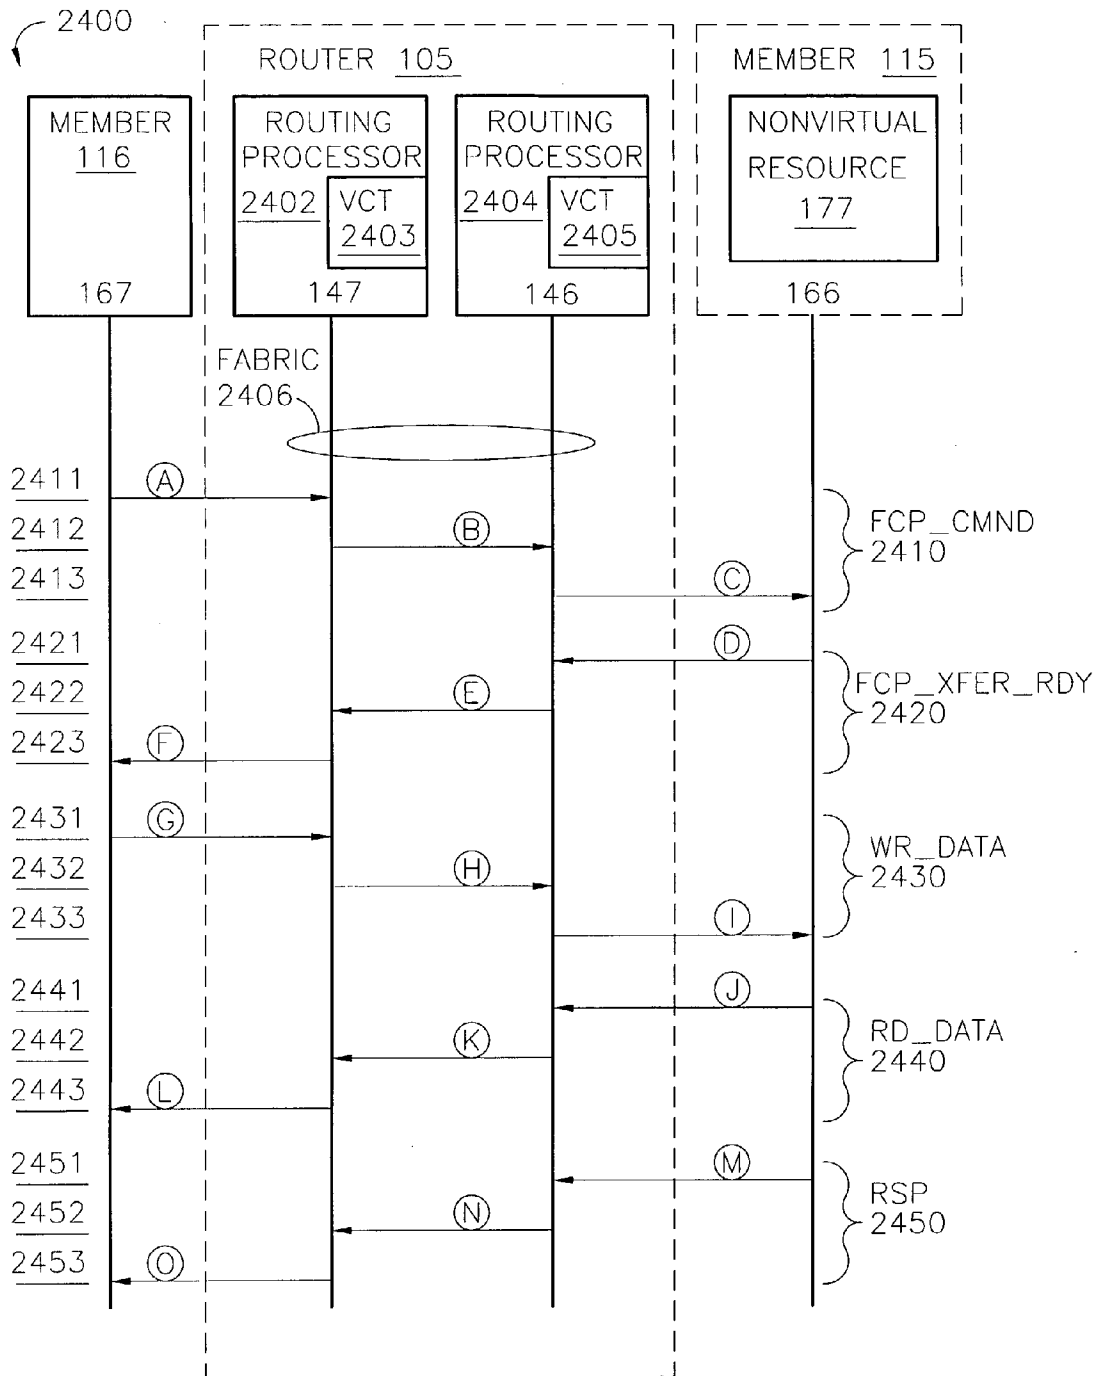 2400
ROUTER 105
MEMBER 115
MEMBER
116
167
ROUTING
PROCESSOR
2402
VCT
2403
147
ROUTING
PROCESSOR
2404
VCT
2405
146
NONVIRTUAL
RESOURCE
177
166
FABRIC
2406
2411
A
2412
B
2413
C
FCP_CMND
2410
2421
D
2422
E
2423
F
FCP_XFER_RDY
2420
2431
G
2432
H
2433
I
WR_DATA
2430
2441
J
2442
K
2443
L
RD_DATA
2440
2451
M
2452
N
2453
O
RSP
2450